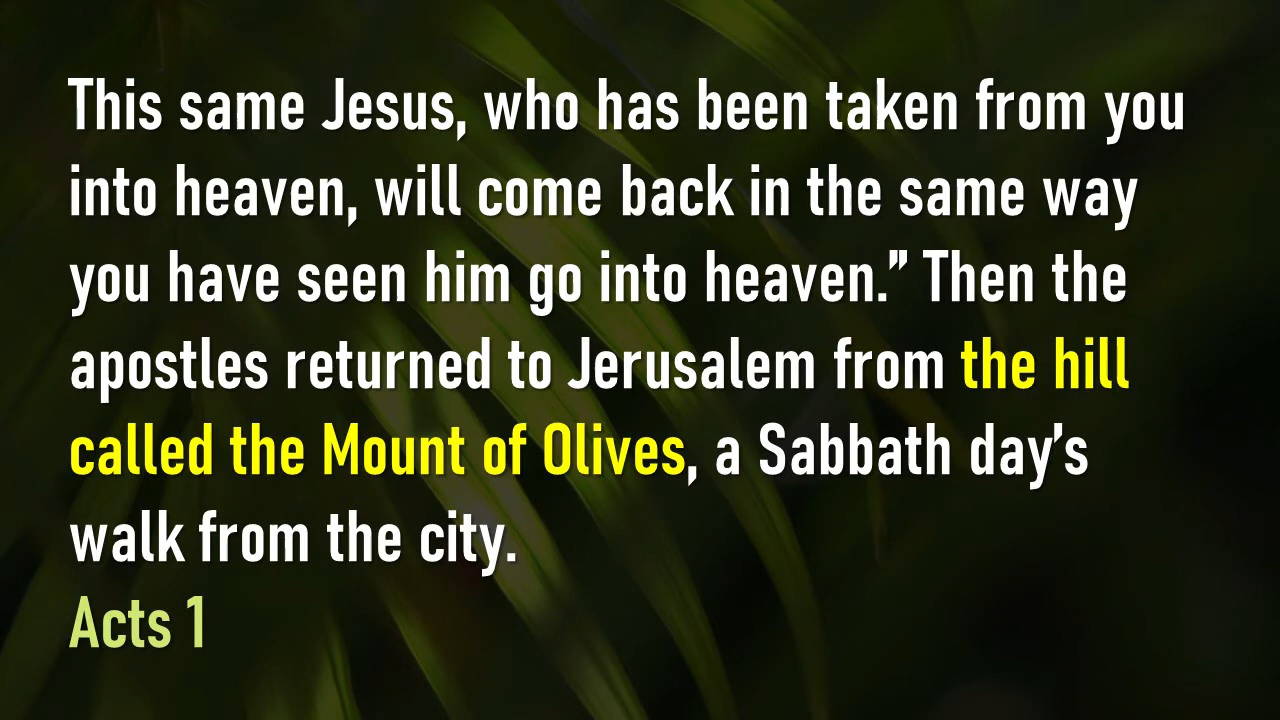 This same Jesus, who has been taken from you
into heaven, will come back in the same way
you have seen him go into heaven.” Then the
apostles returned to Jerusalem from the hill
called the Mount of Olives, a Sabbath day’s
walk from the city.
Acts 1